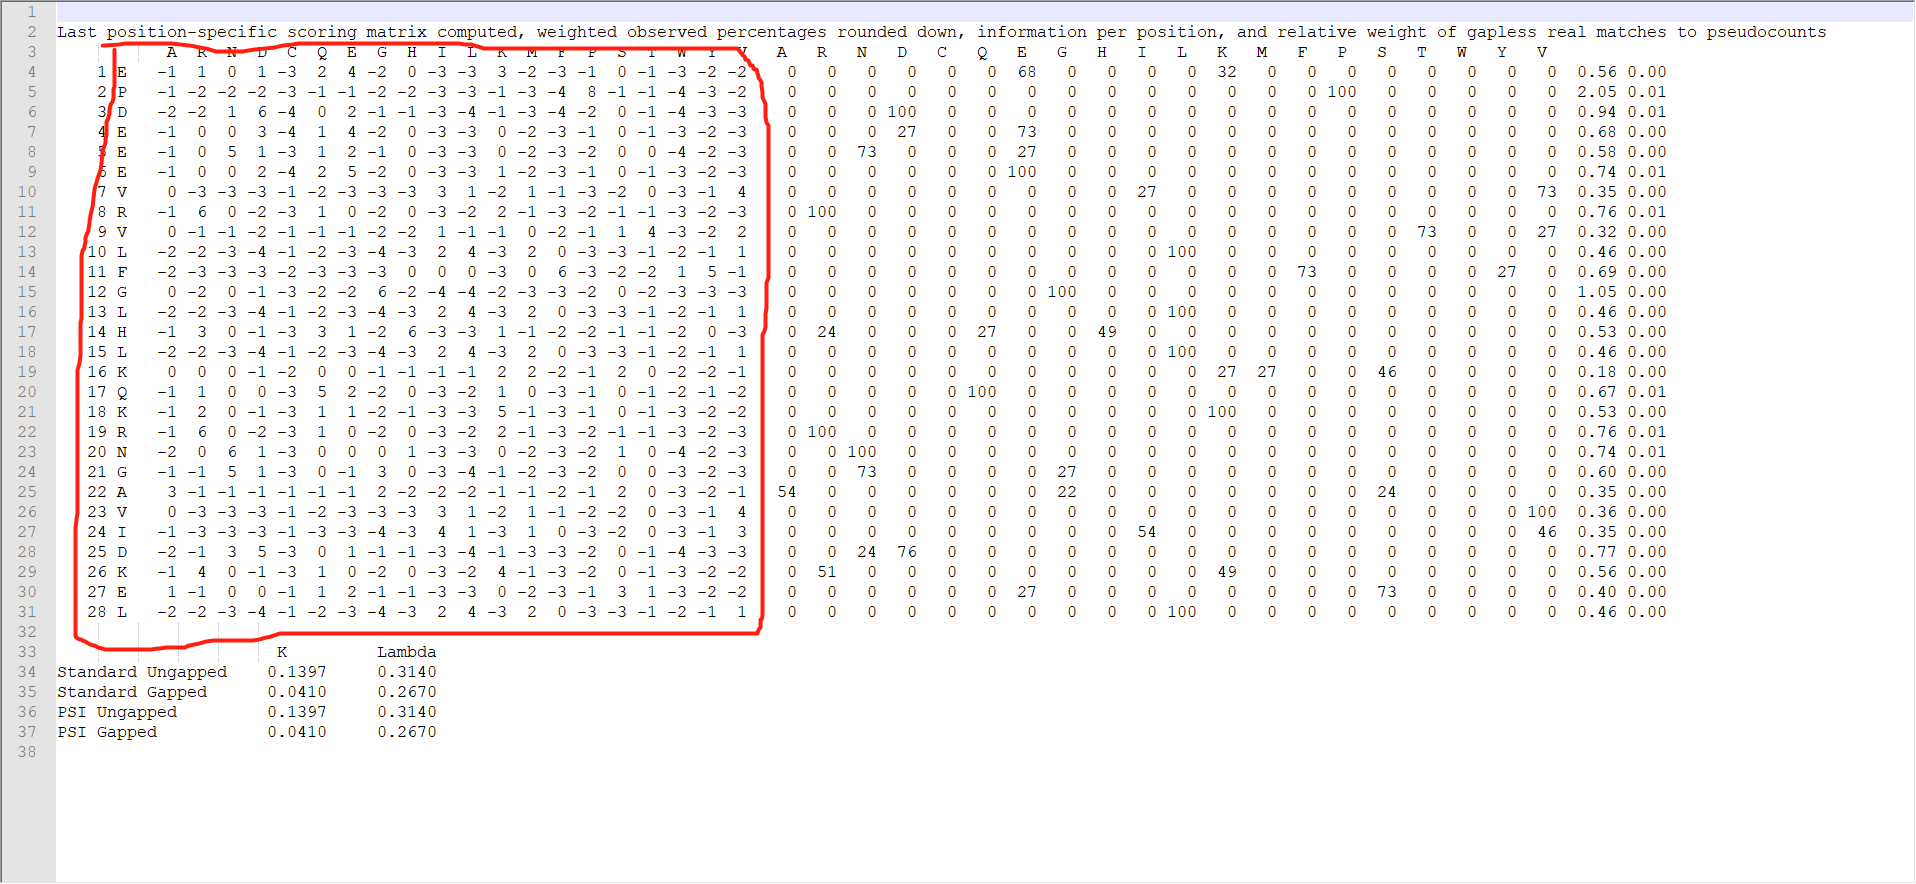 1
2 Last position-specific scoring matrix computed, weighted observed percentages rounded down, information per position, and relative weight of gapless real matches to pseudocounts
3 A R N D C Q E G H I L K M F P S T W Y V A R N D C Q E G H I L K M F P S T W Y V
4 1 E -1 1 0 1 -3 2 4 -2 0 -3 -3 3 -2 -3 -1 0 -1 -3 -2 -2 0 0 0 0 0 0 68 0 0 0 0 32 0 0 0 0 0 0 0 0 0.56 0.00
5 2 P -1 -2 -2 -2 -3 -1 -1 -2 -2 -3 -3 -1 -3 -4 8 -1 -1 -4 -3 -2 0 0 0 0 0 0 0 0 0 0 0 0 0 0 100 0 0 0 0 0 2.05 0.01
6 3 D -2 -2 1 6 -4 0 2 -1 -1 -3 -4 -1 -3 -4 -2 0 -1 -4 -3 -3 0 0 0 100 0 0 0 0 0 0 0 0 0 0 0 0 0 0 0 0 0.94 0.01
7 4 E -1 0 0 3 -4 1 4 -2 0 -3 -3 0 -2 -3 -1 0 -1 -3 -2 -3 0 0 0 27 0 0 73 0 0 0 0 0 0 0 0 0 0 0 0 0 0.68 0.00
8 5 E -1 0 5 1 -3 1 2 -1 0 -3 -3 0 -2 -3 -2 0 0 -4 -2 -3 0 0 73 0 0 0 27 0 0 0 0 0 0 0 0 0 0 0 0 0 0.58 0.00
9 6 E -1 0 0 2 -4 2 5 -2 0 -3 -3 1 -2 -3 -1 0 -1 -3 -2 -3 0 0 0 0 0 0 100 0 0 0 0 0 0 0 0 0 0 0 0 0 0.74 0.01
10 7 V 0 -3 -3 -3 -1 -2 -3 -3 -3 3 1 -2 1 -1 -3 -2 0 -3 -1 4 0 0 0 0 0 0 0 0 0 27 0 0 0 0 0 0 0 0 0 73 0.35 0.00
11 8 R -1 6 0 -2 -3 1 0 -2 0 -3 -2 2 -1 -3 -2 -1 -1 -3 -2 -3 0 100 0 0 0 0 0 0 0 0 0 0 0 0 0 0 0 0 0 0 0.76 0.01
12 9 V 0 -1 -1 -2 -1 -1 -1 -2 -2 1 -1 -1 0 -2 -1 1 4 -3 -2 2 0 0 0 0 0 0 0 0 0 0 0 0 0 0 0 0 73 0 0 27 0.32 0.00
13 10 L -2 -2 -3 -4 -1 -2 -3 -4 -3 2 4 -3 2 0 -3 -3 -1 -2 -1 1 0 0 0 0 0 0 0 0 0 0 100 0 0 0 0 0 0 0 0 0 0.46 0.00
14 11 F -2 -3 -3 -3 -2 -3 -3 -3 0 0 0 -3 0 6 -3 -2 -2 1 5 -1 0 0 0 0 0 0 0 0 0 0 0 0 0 73 0 0 0 0 27 0 0.69 0.00
15 12 G 0 -2 0 -1 -3 -2 -2 6 -2 -4 -4 -2 -3 -3 -2 0 -2 -3 -3 -3 0 0 0 0 0 0 0 100 0 0 0 0 0 0 0 0 0 0 0 0 1.05 0.00
16 13 L -2 -2 -3 -4 -1 -2 -3 -4 -3 2 4 -3 2 0 -3 -3 -1 -2 -1 1 0 0 0 0 0 0 0 0 0 0 100 0 0 0 0 0 0 0 0 0 0.46 0.00
17 14 H -1 3 0 -1 -3 3 1 -2 6 -3 -3 1 -1 -2 -2 -1 -1 -2 0 -3 0 24 0 0 0 27 0 0 49 0 0 0 0 0 0 0 0 0 0 0 0.53 0.00
18 15 L -2 -2 -3 -4 -1 -2 -3 -4 -3 2 4 -3 2 0 -3 -3 -1 -2 -1 1 0 0 0 0 0 0 0 0 0 0 100 0 0 0 0 0 0 0 0 0 0.46 0.00
19 16 K 0 0 0 -1 -2 0 0 -1 -1 -1 -1 2 2 -2 -1 2 0 -2 -2 -1 0 0 0 0 0 0 0 0 0 0 0 27 27 0 0 46 0 0 0 0 0.18 0.00
20 17 Q -1 1 0 0 -3 5 2 -2 0 -3 -2 1 0 -3 -1 0 -1 -2 -1 -2 0 0 0 0 0 100 0 0 0 0 0 0 0 0 0 0 0 0 0 0 0.67 0.01
21 18 K -1 2 0 -1 -3 1 1 -2 -1 -3 -3 5 -1 -3 -1 0 -1 -3 -2 -2 0 0 0 0 0 0 0 0 0 0 0 100 0 0 0 0 0 0 0 0 0.53 0.00
22 19 R -1 6 0 -2 -3 1 0 -2 0 -3 -2 2 -1 -3 -2 -1 -1 -3 -2 -3 0 100 0 0 0 0 0 0 0 0 0 0 0 0 0 0 0 0 0 0 0.76 0.01
23 20 N -2 0 6 1 -3 0 0 0 1 -3 -3 0 -2 -3 -2 1 0 -4 -2 -3 0 0 100 0 0 0 0 0 0 0 0 0 0 0 0 0 0 0 0 0 0.74 0.01
24 21 G -1 -1 5 1 -3 0 -1 3 0 -3 -4 -1 -2 -3 -2 0 0 -3 -2 -3 0 0 73 0 0 0 0 27 0 0 0 0 0 0 0 0 0 0 0 0 0.60 0.00
25 22 A 3 -1 -1 -1 -1 -1 -1 2 -2 -2 -2 -1 -1 -2 -1 2 0 -3 -2 -1 54 0 0 0 0 0 0 22 0 0 0 0 0 0 0 24 0 0 0 0 0.35 0.00
26 23 V 0 -3 -3 -3 -1 -2 -3 -3 -3 3 1 -2 1 -1 -2 -2 0 -3 -1 4 0 0 0 0 0 0 0 0 0 0 0 0 0 0 0 0 0 0 0 100 0.36 0.00
27 24 I -1 -3 -3 -3 -1 -3 -3 -4 -3 4 1 -3 1 0 -3 -2 0 -3 -1 3 0 0 0 0 0 0 0 0 0 54 0 0 0 0 0 0 0 0 0 46 0.35 0.00
28 25 D -2 -1 3 5 -3 0 1 -1 -1 -3 -4 -1 -3 -3 -2 0 -1 -4 -3 -3 0 0 24 76 0 0 0 0 0 0 0 0 0 0 0 0 0 0 0 0 0.77 0.00
29 26 K -1 4 0 -1 -3 1 0 -2 0 -3 -2 4 -1 -3 -2 0 -1 -3 -2 -2 0 51 0 0 0 0 0 0 0 0 0 49 0 0 0 0 0 0 0 0 0.56 0.00
30 27 E 1 -1 0 0 -1 1 2 -1 -1 -3 -3 0 -2 -3 -1 3 1 -3 -2 -2 0 0 0 0 0 0 27 0 0 0 0 0 0 0 0 73 0 0 0 0 0.40 0.00
31 28 L -2 -2 -3 -4 -1 -2 -3 -4 -3 2 4 -3 2 0 -3 -3 -1 -2 -1 1 0 0 0 0 0 0 0 0 0 0 100 0 0 0 0 0 0 0 0 0 0.46 0.00
32
33 K Lambda
34 Standard Ungapped 0.1397 0.3140
35 Standard Gapped 0.0410 0.2670
36 PSI Ungapped 0.1397 0.3140
37 PSI Gapped 0.0410 0.2670
38